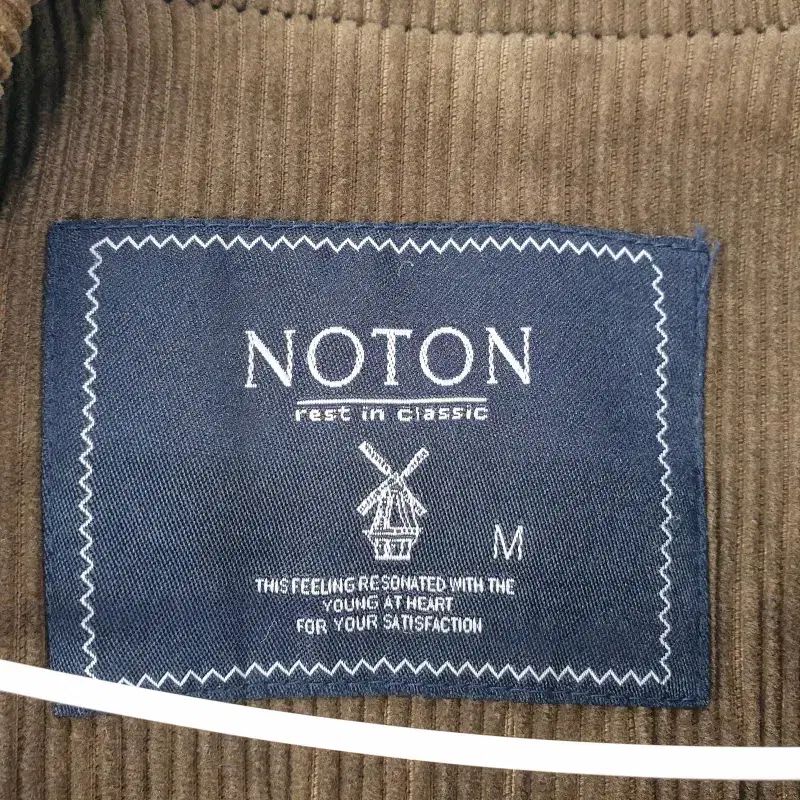 NOTON
rest in classic
M
THIS FEELING RESONATED WITH THE
YOUNG AT HEART
FOR YOUR SATISFACTION